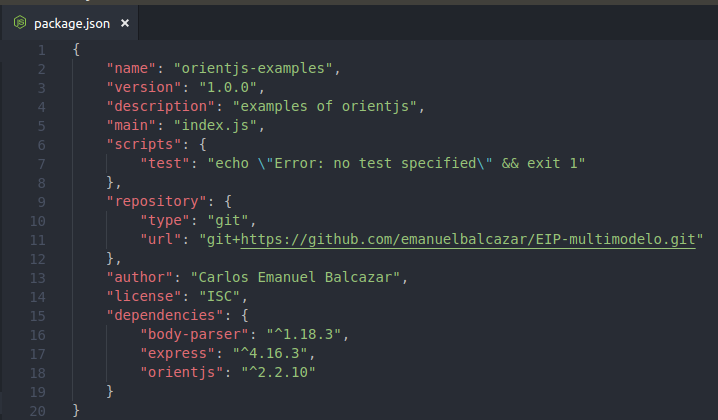 package.json ×
1 {
2     "name": "orientjs-examples",
3     "version": "1.0.0",
4     "description": "examples of orientjs",
5     "main": "index.js",
6     "scripts": {
7         "test": "echo \"Error: no test specified\" && exit 1"
8     },
9     "repository": {
10         "type": "git",
11         "url": "git+https://github.com/emanuelbalcazar/EIP-multimodelo.git"
12     },
13     "author": "Carlos Emanuel Balcazar",
14     "license": "ISC",
15     "dependencies": {
16         "body-parser": "^1.18.3",
17         "express": "^4.16.3",
18         "orientjs": "^2.2.10"
19     }
20 }